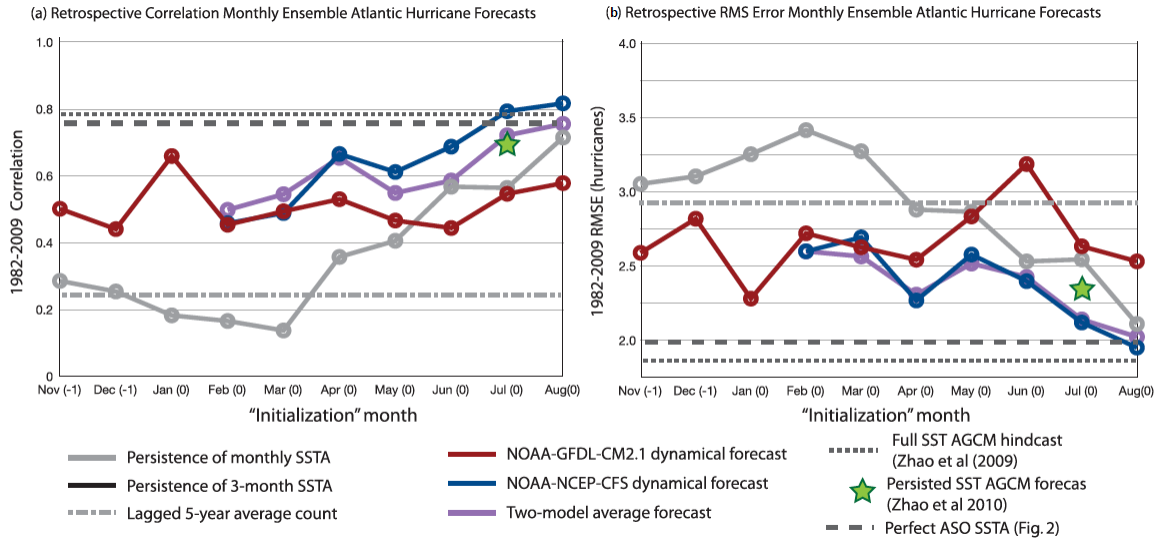 (a) Retrospective Correlation Monthly Ensemble Atlantic Hurricane Forecasts
1982-2009 Correlation
1.0
0.8
0.6
0.4
0.2
0
Nov (-1) Dec (-1) Jan (0) Feb (0) Mar (0) Apr (0) May (0) Jun (0) Jul (0) Aug(0)
“Initialization” month
(b) Retrospective RMS Error Monthly Ensemble Atlantic Hurricane Forecasts
1982-2009 RMSE (hurricanes)
4.0
3.5
3.0
2.5
2.0
Nov (-1) Dec (-1) Jan (0) Feb (0) Mar (0) Apr (0) May (0) Jun (0) Jul (0) Aug(0)
“Initialization” month
Persistence of monthly SSTA
Persistence of 3-month SSTA
Lagged 5-year average count
NOAA-GFDL-CM2.1 dynamical forecast
NOAA-NCEP-CFS dynamical forecast
Two-model average forecast
Full SST AGCM hindcast
(Zhao et al (2009)
Persisted SST AGCM forecas
(Zhao et al 2010)
Perfect ASO SSTA (Fig. 2)